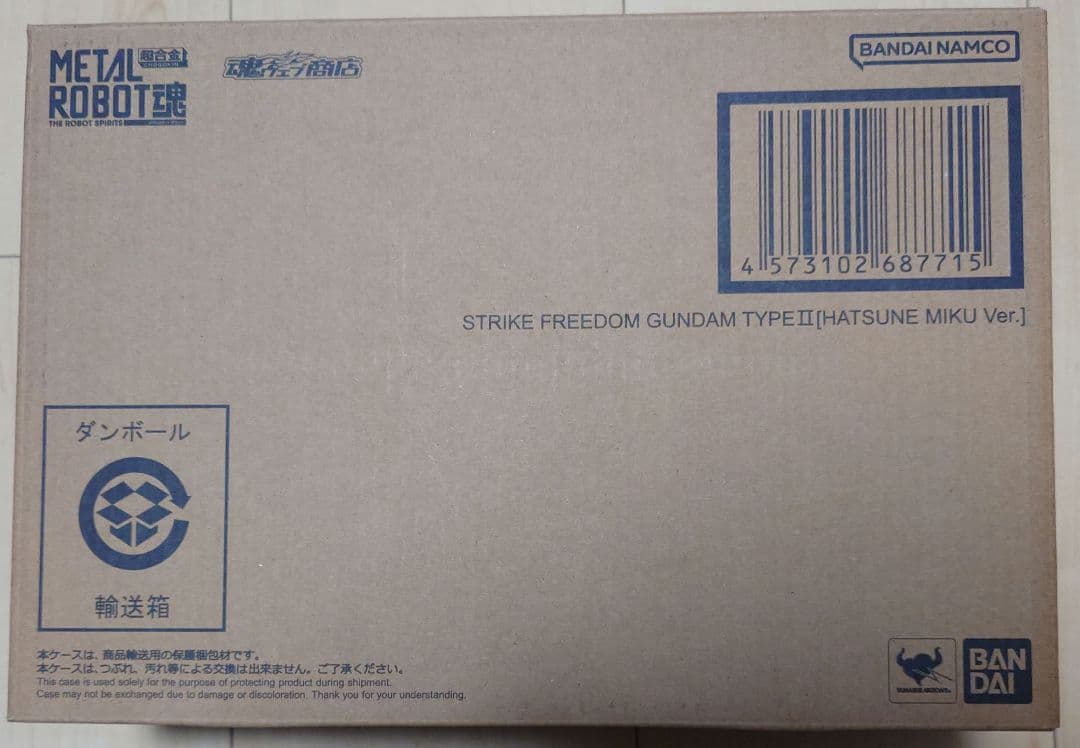 METAL 超合金
CHOGOKIN
ROBOT魂
THE ROBOT SPIRITS
魂ウェブ商店
BANDAI NAMCO
4 573102 687715
STRIKE FREEDOM GUNDAM TYPEⅡ[HATSUNE MIKU Ver.]
ダンボール
輸送箱
本ケースは、商品輸送用の保護梱包材です。
本ケースは、つぶれ、汚れ等による交換は出来ません。ご了承ください。
This case is used solely for the purpose of protecting product during shipment.
Case may not be exchanged due to damage or discoloration. Thank you for your understanding.
TAMASHII NATIONS
BAN
DAI